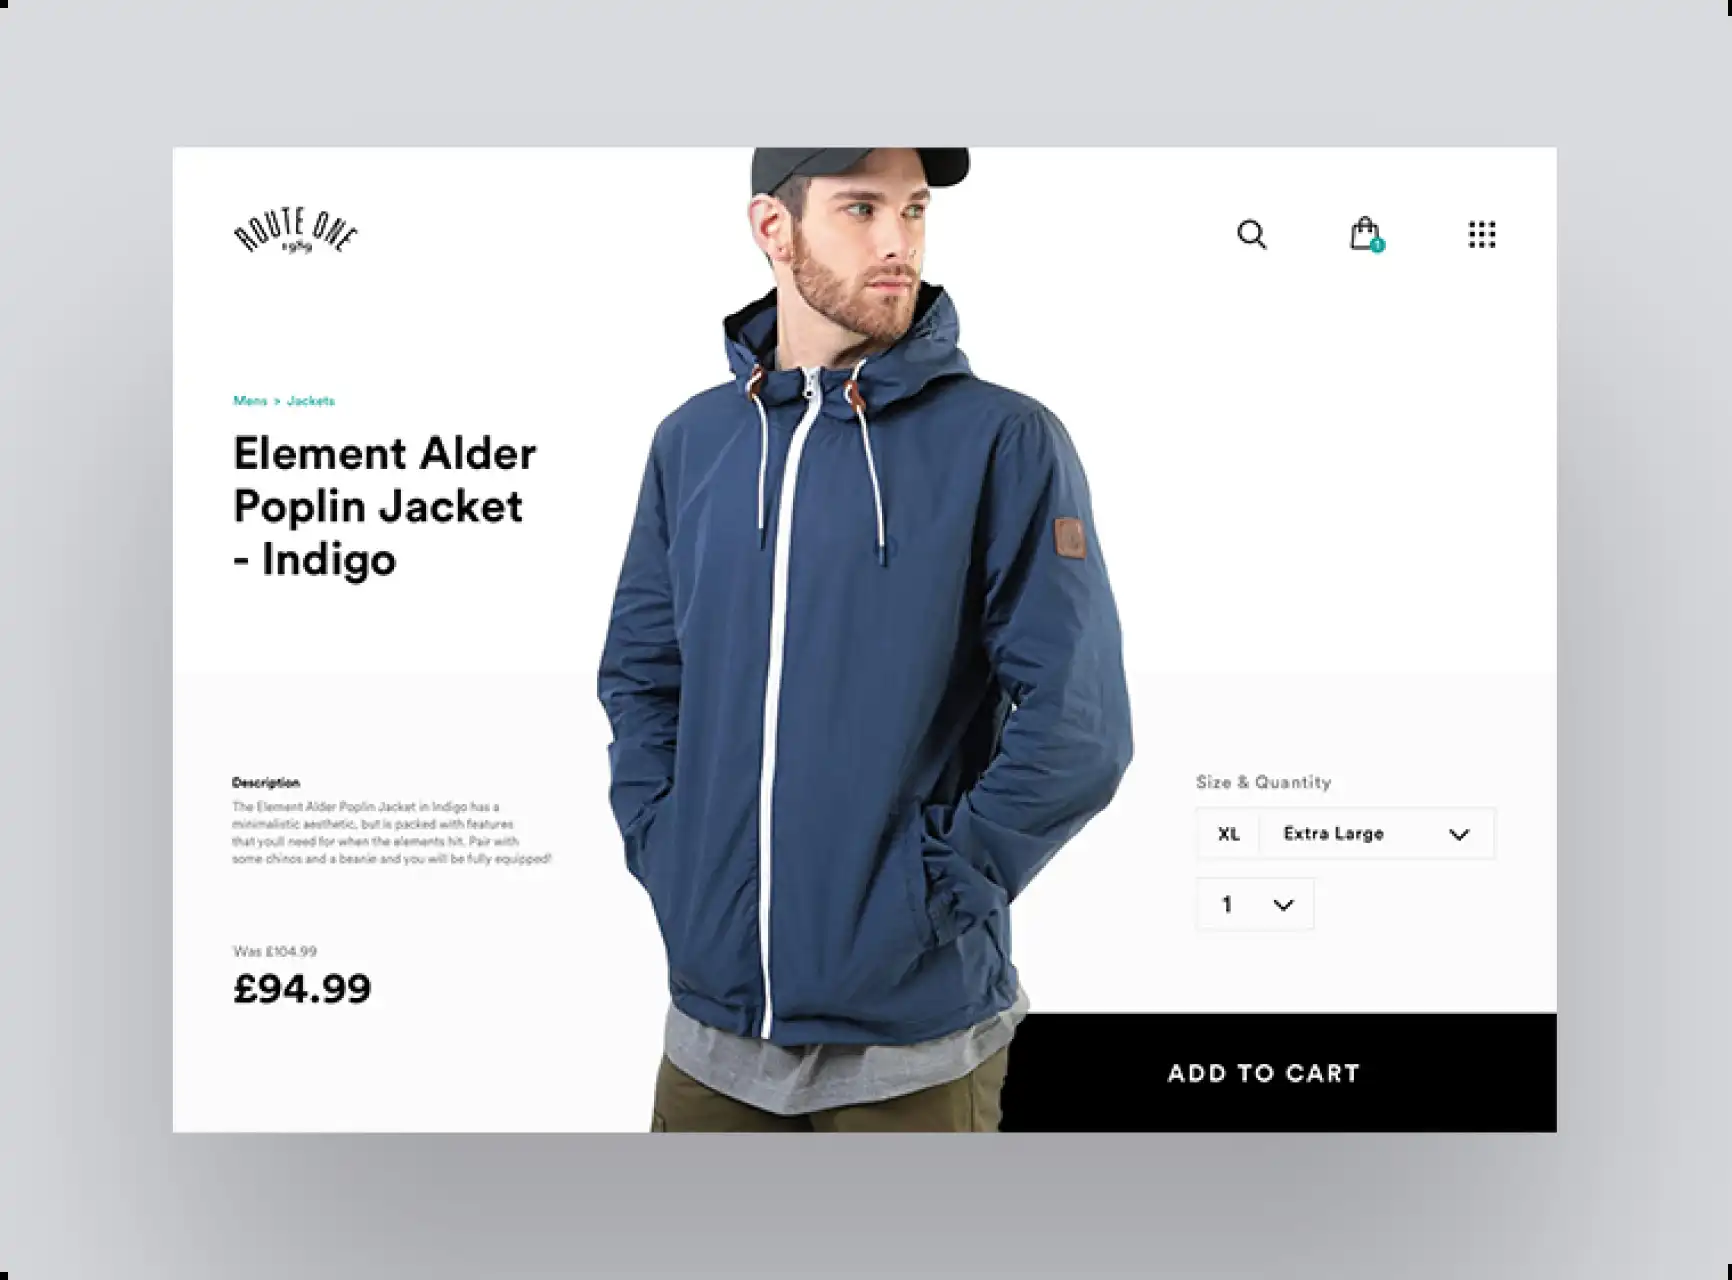 ROUTE ONE
1989
1
Mens > Jackets
Element Alder
Poplin Jacket
- Indigo
Description
The Element Alder Poplin Jacket in Indigo has a
minimalistic aesthetic, but is packed with features
that youll need for when the elements hit. Pair with
some chinos and a beanie and you will be fully equipped!
Was £104.99
£94.99
Size & Quantity
XL Extra Large
1
ADD TO CART